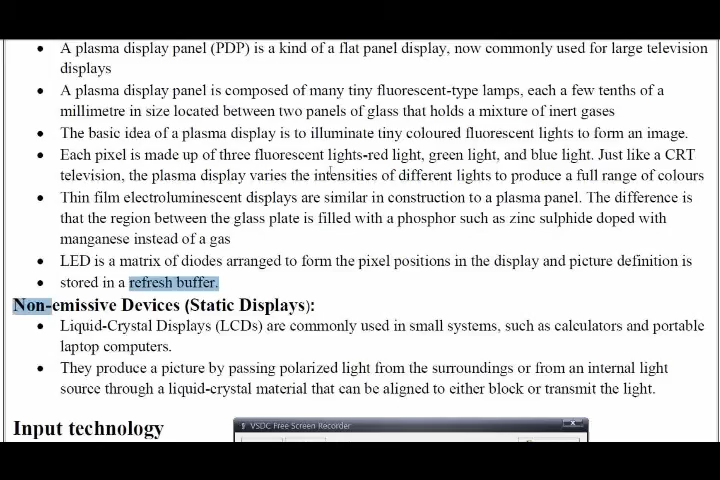 • A plasma display panel (PDP) is a kind of a flat panel display, now commonly used for large television
displays
• A plasma display panel is composed of many tiny fluorescent-type lamps, each a few tenths of a
millimetre in size located between two panels of glass that holds a mixture of inert gases
• The basic idea of a plasma display is to illuminate tiny coloured fluorescent lights to form an image.
• Each pixel is made up of three fluorescent lights-red light, green light, and blue light. Just like a CRT
television, the plasma display varies the intensities of different lights to produce a full range of colours
• Thin film electroluminescent displays are similar in construction to a plasma panel. The difference is
that the region between the glass plate is filled with a phosphor such as zinc sulphide doped with
manganese instead of a gas
• LED is a matrix of diodes arranged to form the pixel positions in the display and picture definition is
• stored in a refresh buffer.
Non-emissive Devices (Static Displays):
• Liquid-Crystal Displays (LCDs) are commonly used in small systems, such as calculators and portable
laptop computers.
• They produce a picture by passing polarized light from the surroundings or from an internal light
source through a liquid-crystal material that can be aligned to either block or transmit the light.
Input technology
VSDC Free Screen Recorder